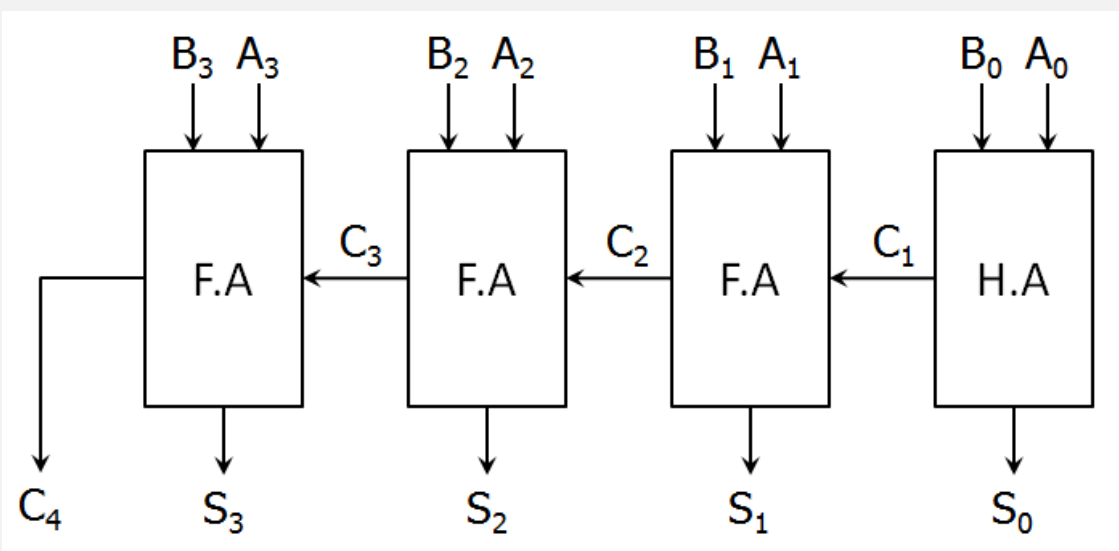 B₃ A₃ B₂ A₂ B₁ A₁ B₀ A₀
C₃ C₂ C₁
F.A F.A F.A H.A
C₄ S₃ S₂ S₁ S₀